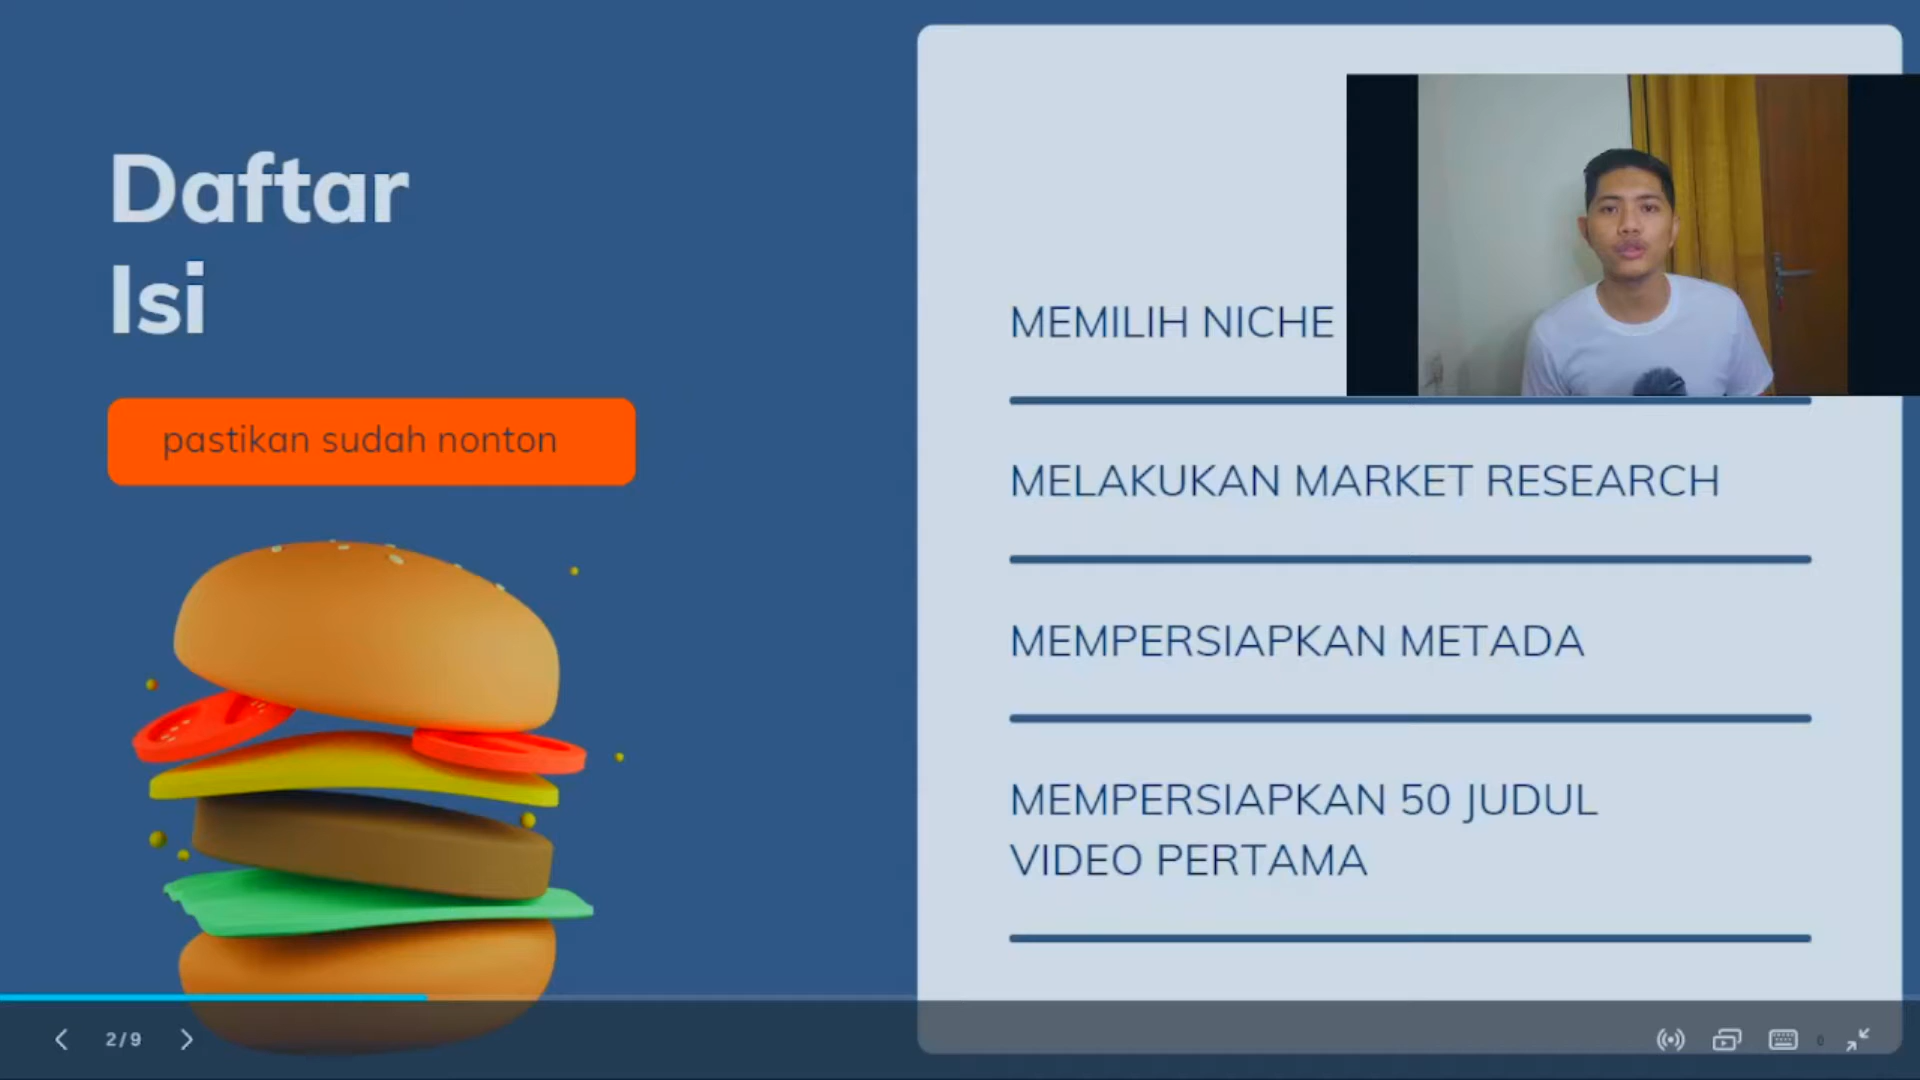 Daftar
Isi
pastikan sudah nonton
MEMILIH NICHE
MELAKUKAN MARKET RESEARCH
MEMPERSIAPKAN METADA
MEMPERSIAPKAN 50 JUDUL
VIDEO PERTAMA
2/9
0